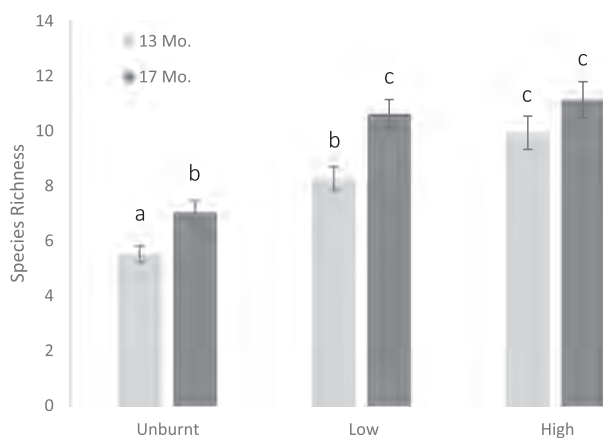 14
13 Mo.
c
17 Mo.
c
12
c
b
10
b
8
a
6
4
2
0
Species Richness
Unburnt Low High